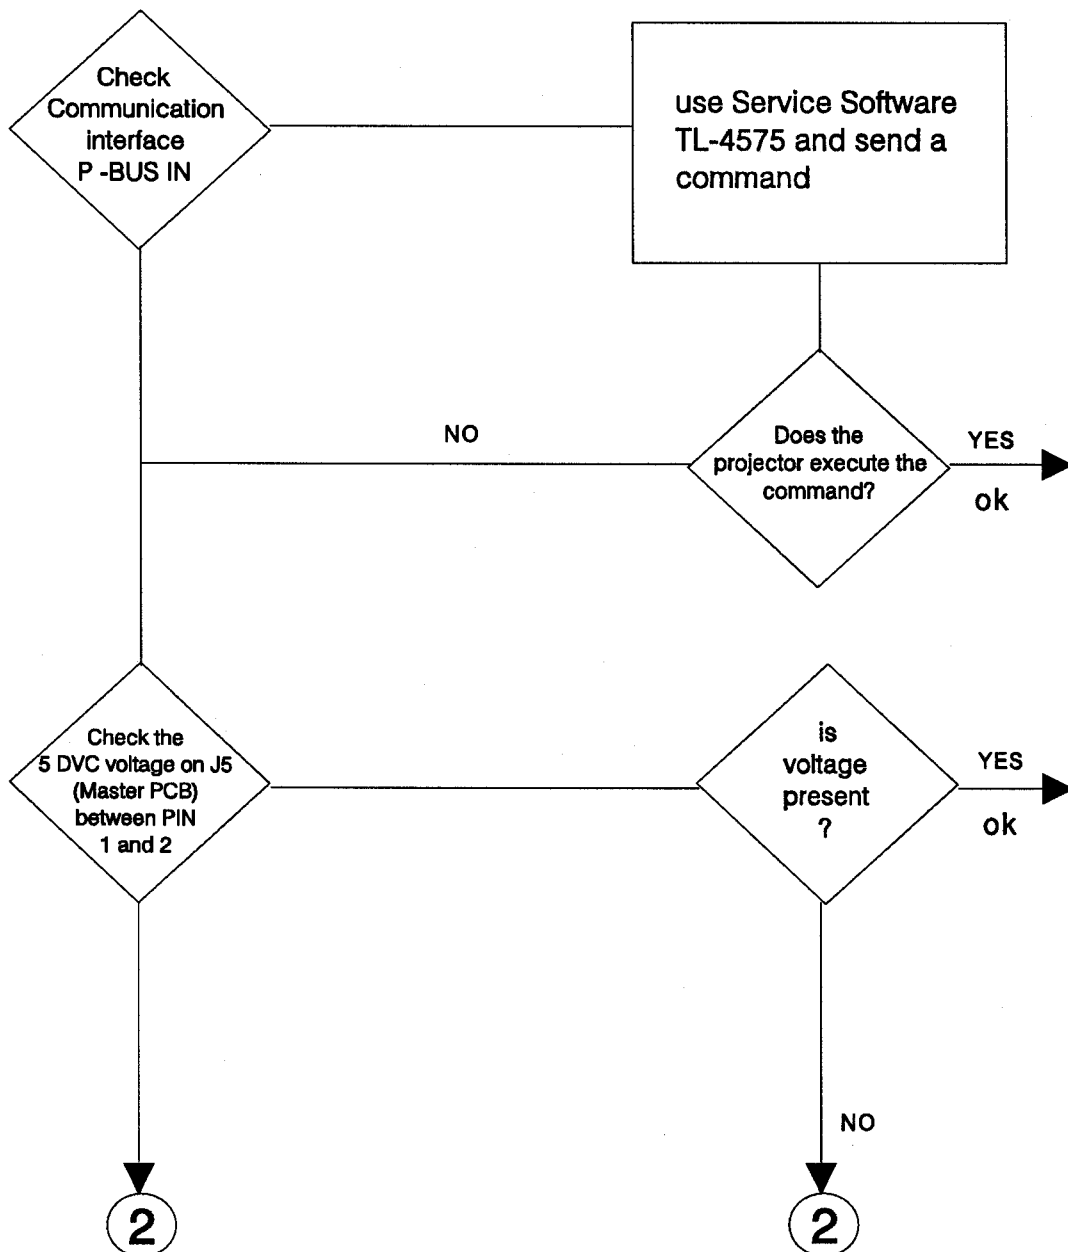 Check
Communication
interface
P -BUS IN
use Service Software
TL-4575 and send a
command
NO
Does the
projector execute the
command?
YES
ok
Check the
5 DVC voltage on J5
(Master PCB)
between PIN
1 and 2
is
voltage
present
?
YES
ok
NO
2
2